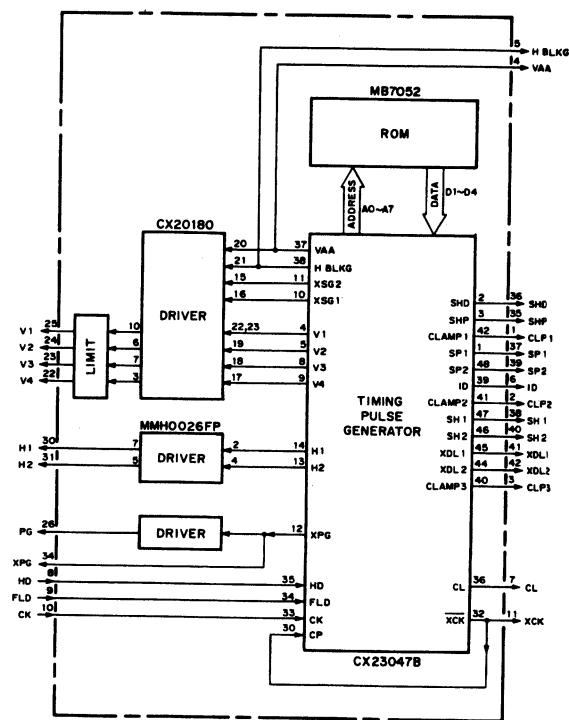 5 H BLKG
4 VAA
MB7052
ROM
ADDRESS
A0~A7
DATA
D1~D4
CX20180
DRIVER
20 37 VAA
21 38 H BLKG
15 11 XSG2
16 10 XSG1
22,23 4 V1
19 5 V2
18 8 V3
17 9 V4
V1 25
V2 24
V3 23
V4 22
LIMIT
10
6
7
3
TIMING
PULSE
GENERATOR
SHD 2 36 SHD
SHP 3 35 SHP
CLAMP1 42 1 CLP1
SP1 1 37 SP1
SP2 48 39 SP2
ID 39 6 ID
CLAMP2 41 2 CLP2
SH1 47 38 SH1
SH2 46 40 SH2
XDL1 45 41 XDL1
XDL2 44 42 XDL2
CLAMP3 40 3 CLP3
MMH0026FP
H1 30 7 DRIVER 2 14 H1
H2 31 5 4 13 H2
PG 26 DRIVER 12 XPG
XPG 34
HD 8 35 HD
FLD 9 34 FLD
CK 10 33 CK
30 CP
CL 36 7 CL
XCK 32 11 XCK
CX23047B